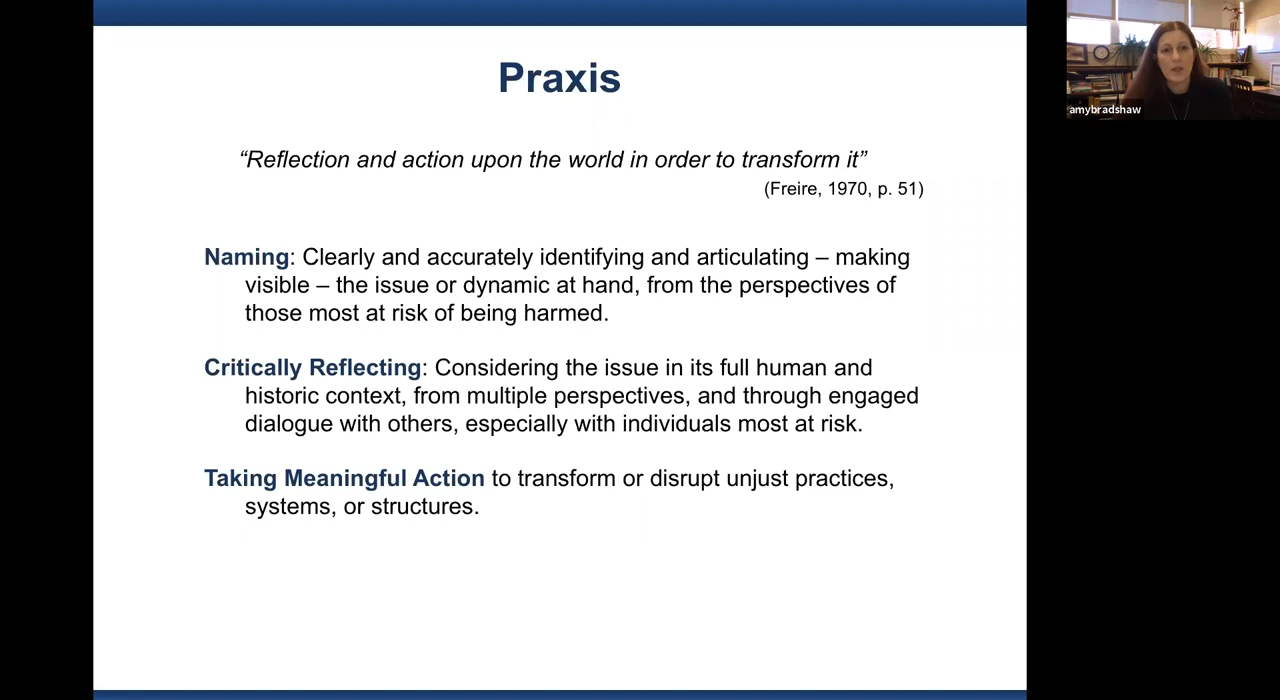 Praxis
“Reflection and action upon the world in order to transform it”
(Freire, 1970, p. 51)
Naming: Clearly and accurately identifying and articulating – making
visible – the issue or dynamic at hand, from the perspectives of
those most at risk of being harmed.
Critically Reflecting: Considering the issue in its full human and
historic context, from multiple perspectives, and through engaged
dialogue with others, especially with individuals most at risk.
Taking Meaningful Action to transform or disrupt unjust practices,
systems, or structures.
amybradshaw